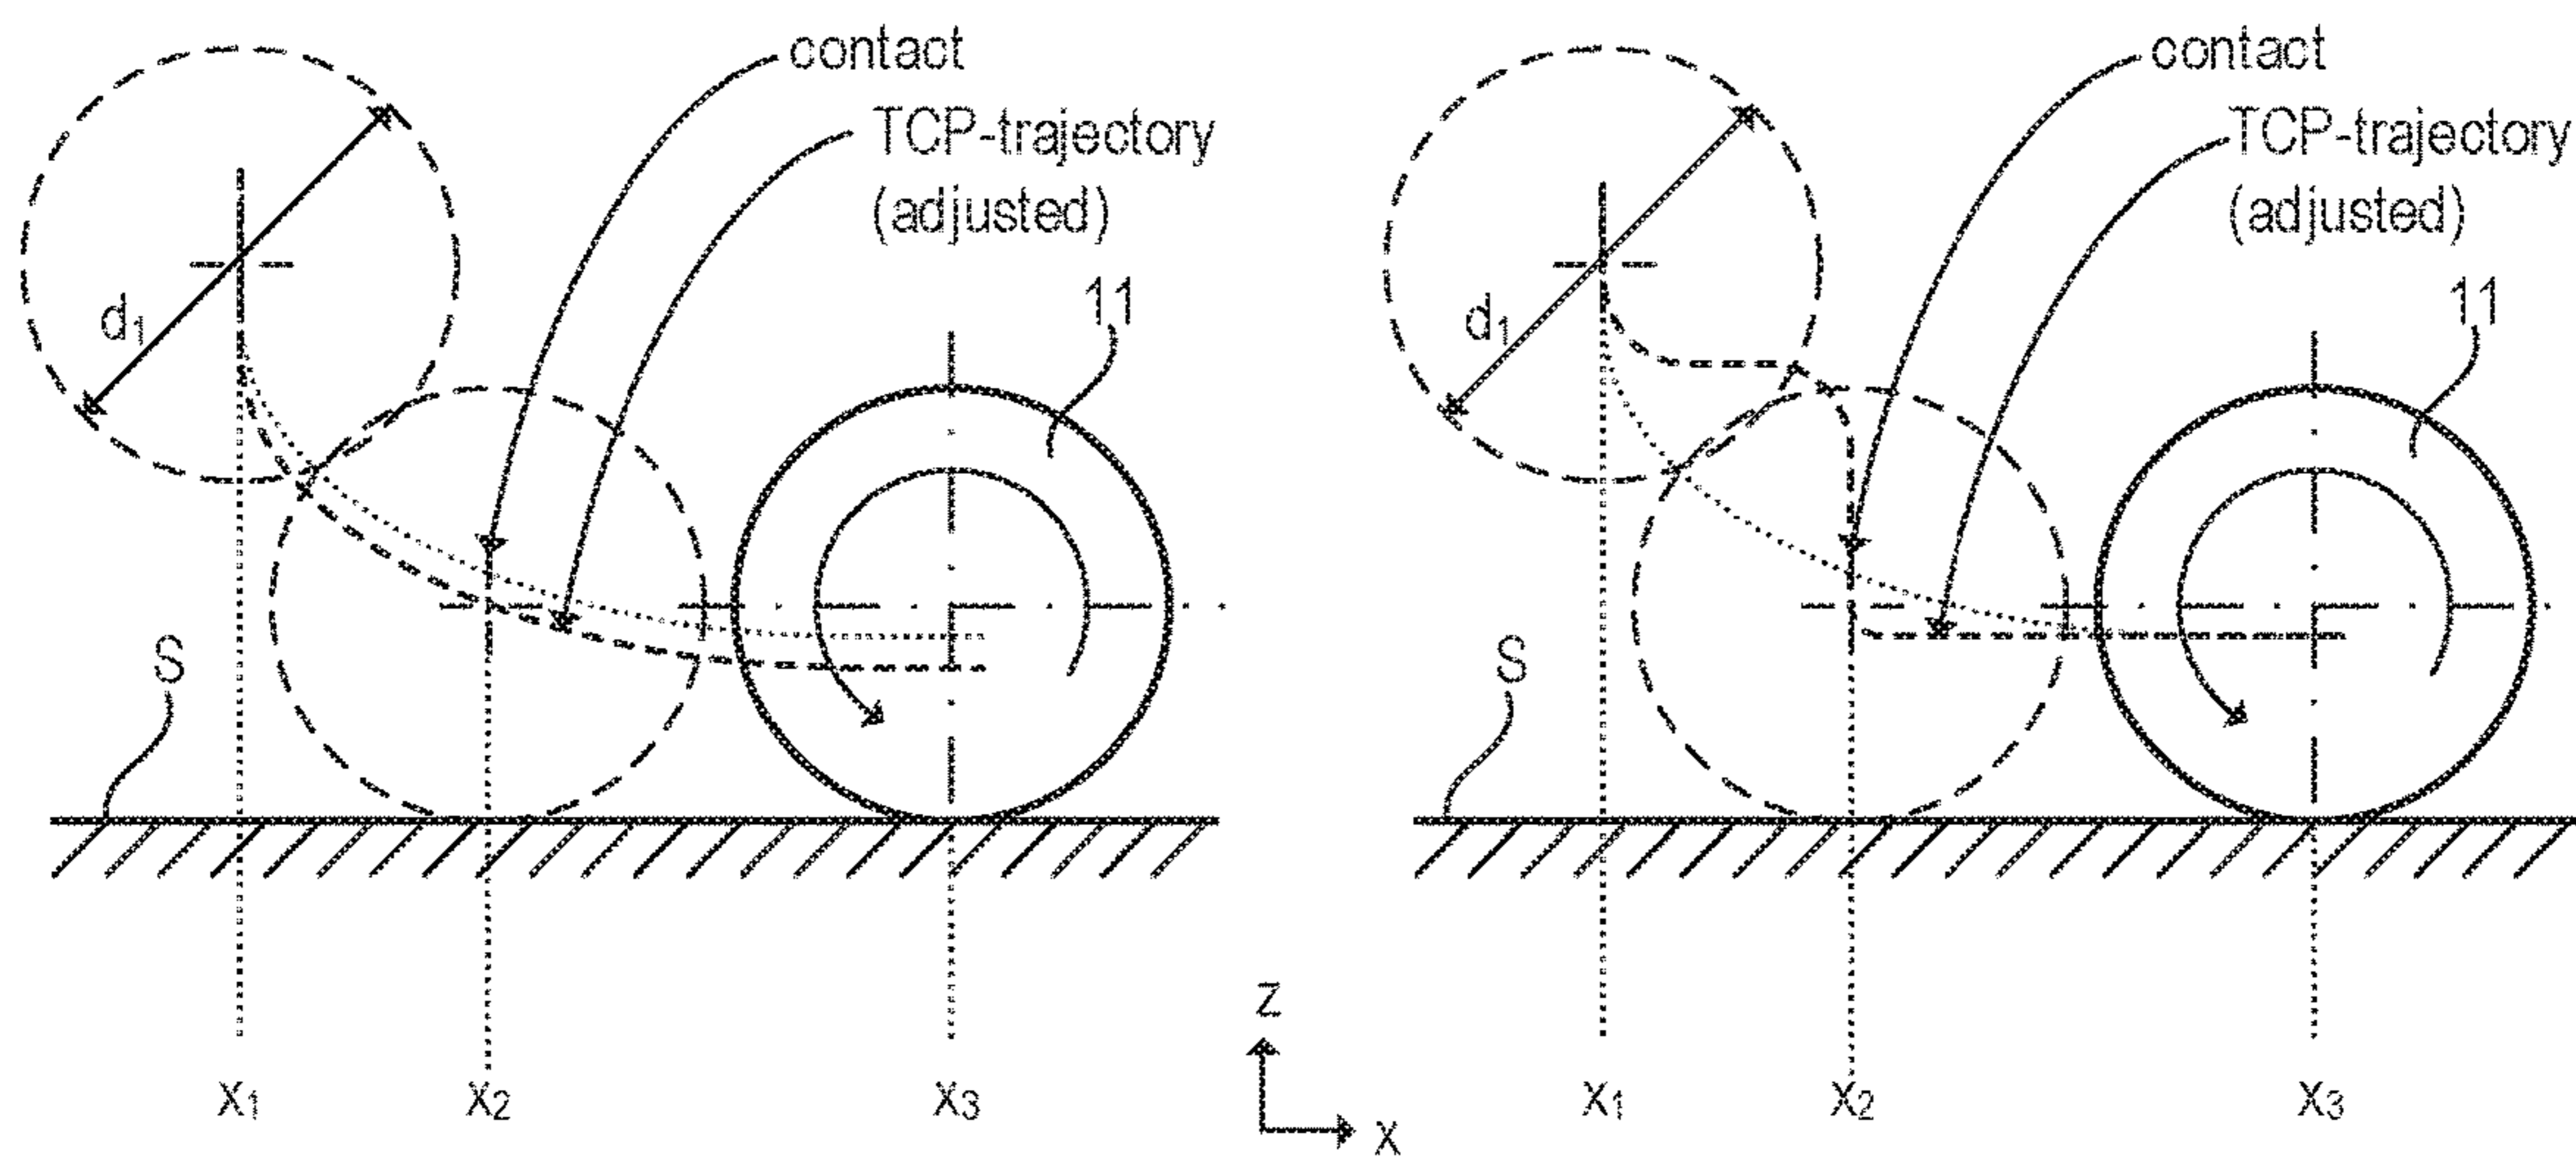 contact
TCP-trajectory
(adjusted)
11
d₁
S
x₁
x₂
x₃
z
x
contact
TCP-trajectory
(adjusted)
11
d₁
S
x₁
x₂
x₃